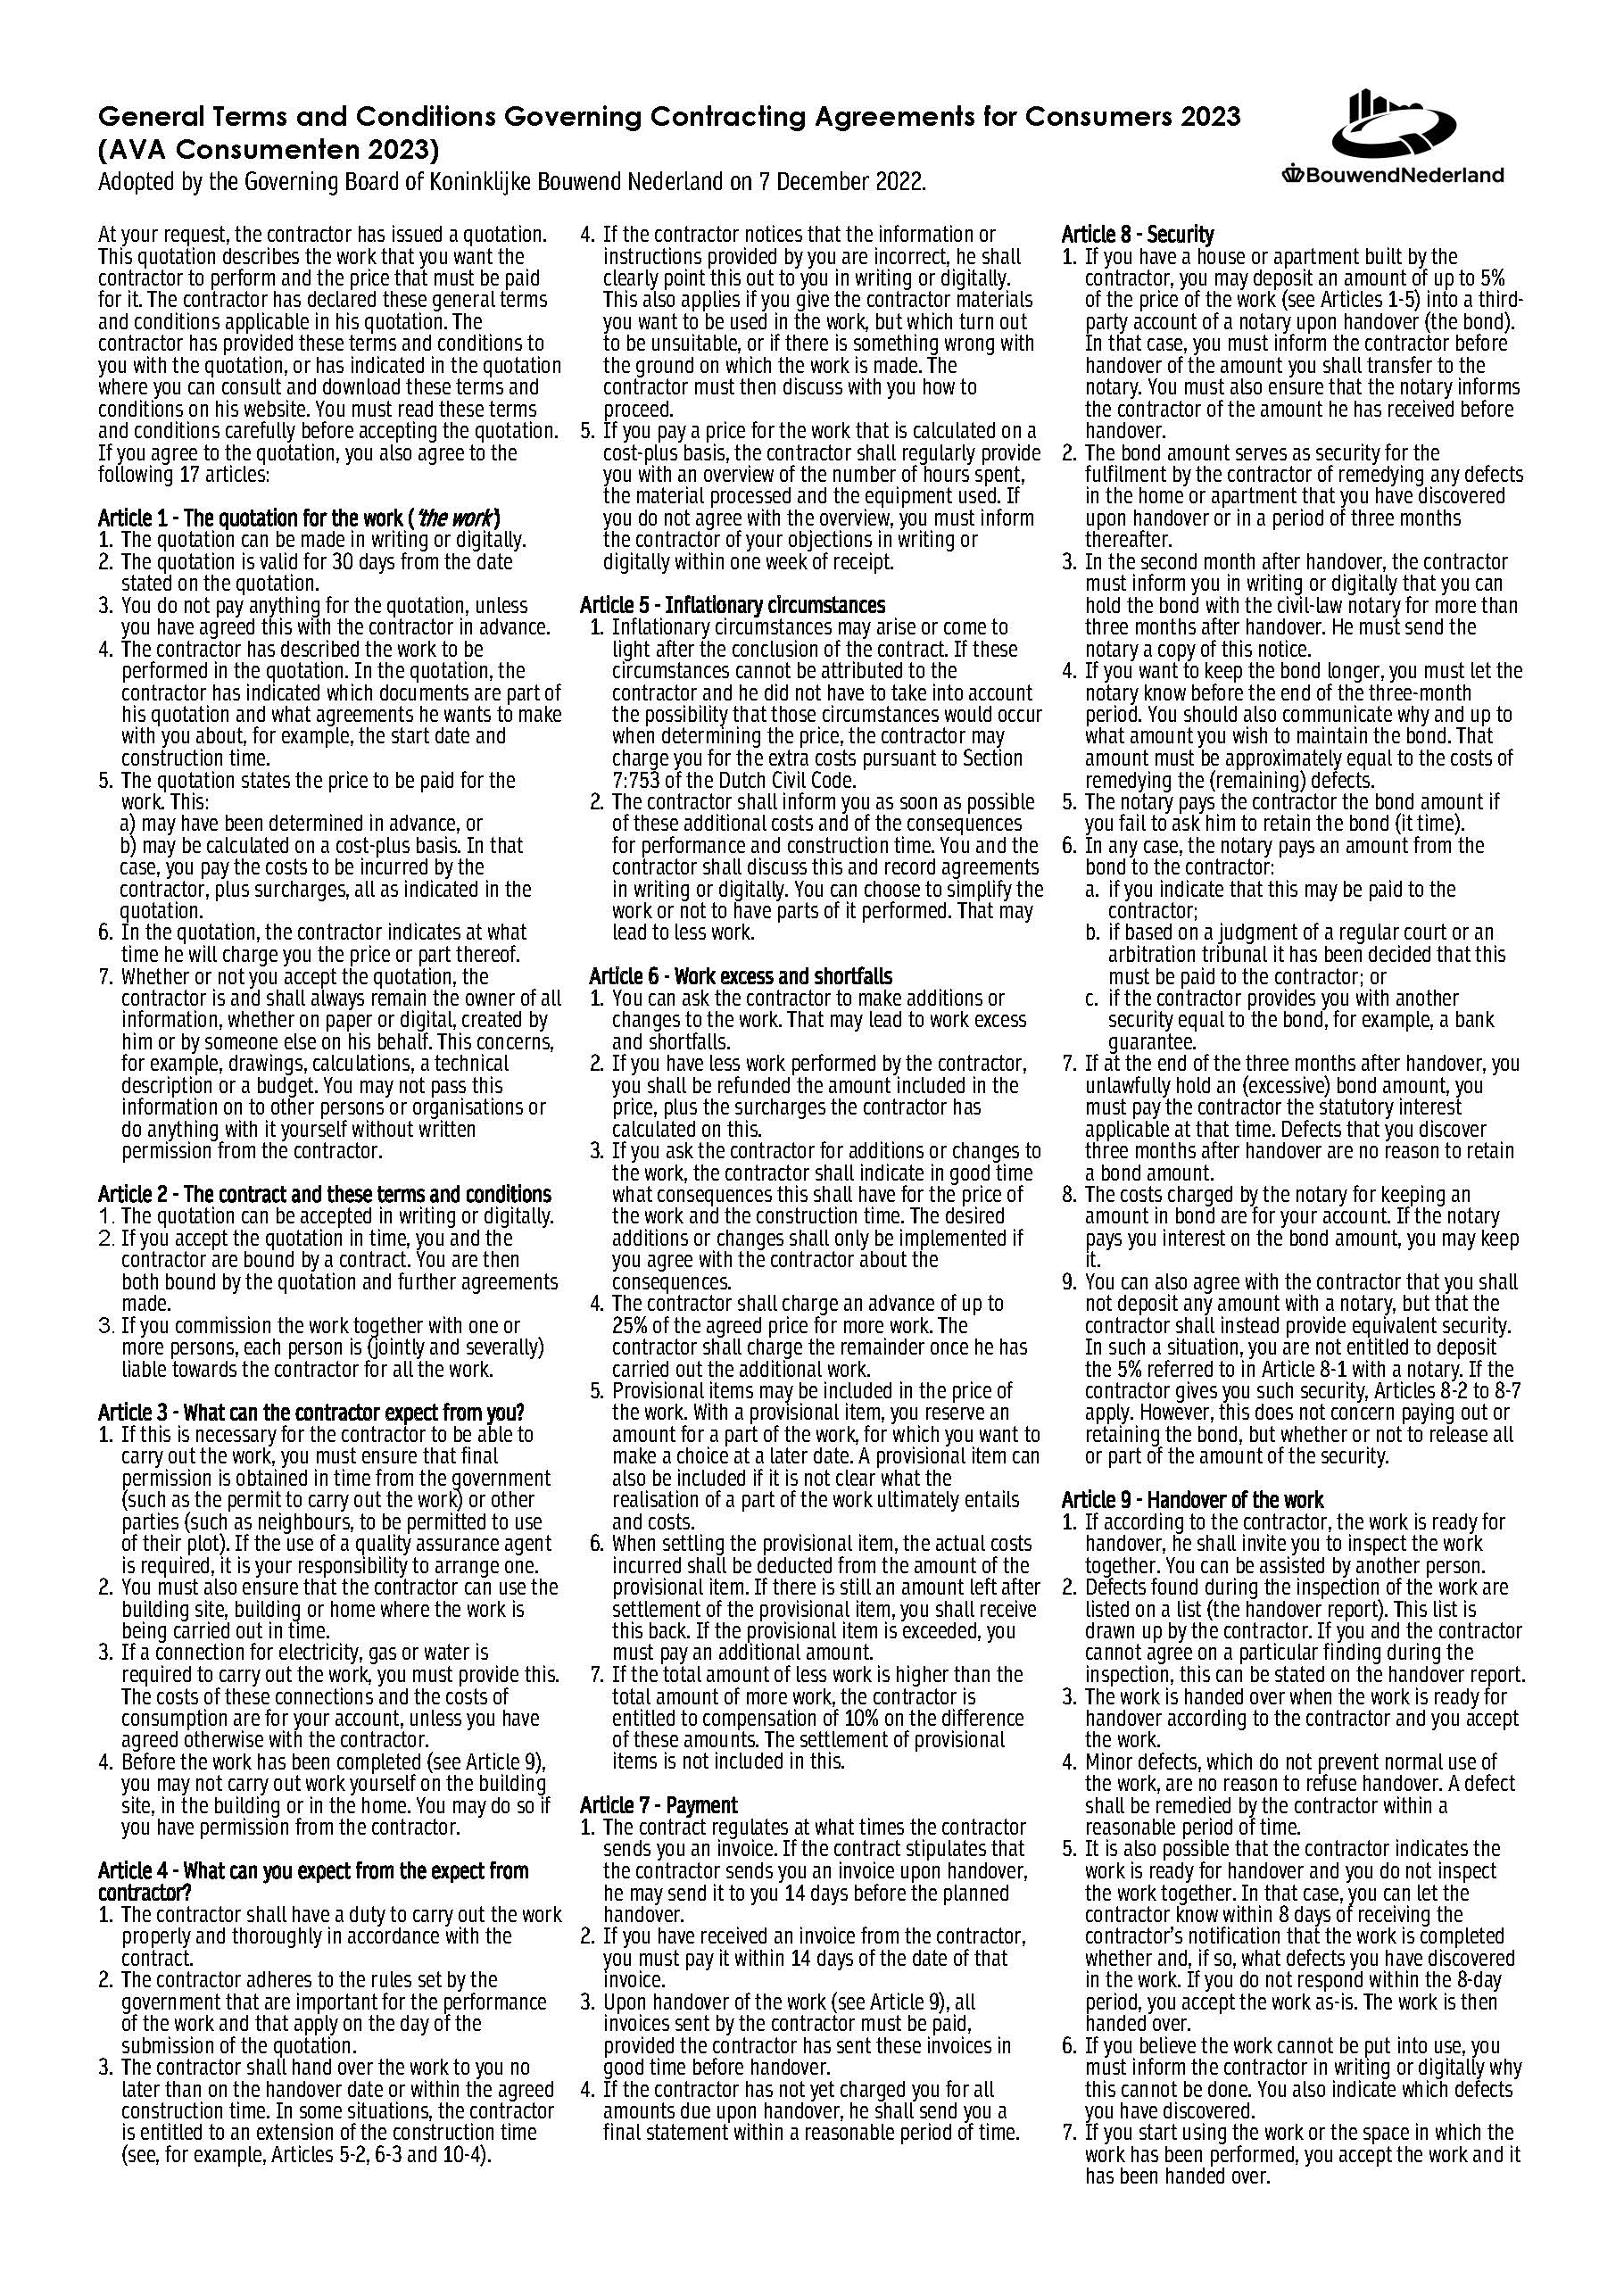 General Terms and Conditions Governing Contracting Agreements for Consumers 2023
(AVA Consumenten 2023)
Adopted by the Governing Board of Koninklijke Bouwend Nederland on 7 December 2022.
BouwendNederland
At your request, the contractor has issued a quotation.
This quotation describes the work that you want the
contractor to perform and the price that must be paid
for it. The contractor has declared these general terms
and conditions applicable in his quotation. The
contractor has provided these terms and conditions to
you with the quotation, or has indicated in the quotation
where you can consult and download these terms and
conditions on his website. You must read these terms
and conditions carefully before accepting the quotation.
If you agree to the quotation, you also agree to the
following 17 articles:
Article 1 - The quotation for the work ('the work')
1. The quotation can be made in writing or digitally.
2. The quotation is valid for 30 days from the date
stated on the quotation.
3. You do not pay anything for the quotation, unless
you have agreed this with the contractor in advance.
4. The contractor has described the work to be
performed in the quotation. In the quotation, the
contractor has indicated which documents are part of
his quotation and what agreements he wants to make
with you about, for example, the start date and
construction time.
5. The quotation states the price to be paid for the
work. This:
a) may have been determined in advance, or
b) may be calculated on a cost-plus basis. In that
case, you pay the costs to be incurred by the
contractor, plus surcharges, all as indicated in the
quotation.
6. In the quotation, the contractor indicates at what
time he will charge you the price or part thereof.
7. Whether or not you accept the quotation, the
contractor is and shall always remain the owner of all
information, whether on paper or digital, created by
him or by someone else on his behalf. This concerns,
for example, drawings, calculations, a technical
description or a budget. You may not pass this
information on to other persons or organisations or
do anything with it yourself without written
permission from the contractor.
Article 2 - The contract and these terms and conditions
1. The quotation can be accepted in writing or digitally.
2. If you accept the quotation in time, you and the
contractor are bound by a contract. You are then
both bound by the quotation and further agreements
made.
3. If you commission the work together with one or
more persons, each person is (jointly and severally)
liable towards the contractor for all the work.
Article 3 - What can the contractor expect from you?
1. If this is necessary for the contractor to be able to
carry out the work, you must ensure that final
permission is obtained in time from the government
(such as the permit to carry out the work) or other
parties (such as neighbours, to be permitted to use
of their plot). If the use of a quality assurance agent
is required, it is your responsibility to arrange one.
2. You must also ensure that the contractor can use the
building site, building or home where the work is
being carried out in time.
3. If a connection for electricity, gas or water is
required to carry out the work, you must provide this.
The costs of these connections and the costs of
consumption are for your account, unless you have
agreed otherwise with the contractor.
4. Before the work has been completed (see Article 9),
you may not carry out work yourself on the building
site, in the building or in the home. You may do so if
you have permission from the contractor.
Article 4 - What can you expect from the expect from
contractor?
1. The contractor shall have a duty to carry out the work
properly and thoroughly in accordance with the
contract.
2. The contractor adheres to the rules set by the
government that are important for the performance
of the work and that apply on the day of the
submission of the quotation.
3. The contractor shall hand over the work to you no
later than on the handover date or within the agreed
construction time. In some situations, the contractor
is entitled to an extension of the construction time
(see, for example, Articles 5-2, 6-3 and 10-4).
4. If the contractor notices that the information or
instructions provided by you are incorrect, he shall
clearly point this out to you in writing or digitally.
This also applies if you give the contractor materials
you want to be used in the work, but which turn out
to be unsuitable, or if there is something wrong with
the ground on which the work is made. The
contractor must then discuss with you how to
proceed.
5. If you pay a price for the work that is calculated on a
cost-plus basis, the contractor shall regularly provide
you with an overview of the number of hours spent,
the material processed and the equipment used. If
you do not agree with the overview, you must inform
the contractor of your objections in writing or
digitally within one week of receipt.
Article 5 - Inflationary circumstances
1. Inflationary circumstances may arise or come to
light after the conclusion of the contract. If these
circumstances cannot be attributed to the
contractor and he did not have to take into account
the possibility that those circumstances would occur
when determining the price, the contractor may
charge you for the extra costs pursuant to Section
7:753 of the Dutch Civil Code.
2. The contractor shall inform you as soon as possible
of these additional costs and of the consequences
for performance and construction time. You and the
contractor shall discuss this and record agreements
in writing or digitally. You can choose to simplify the
work or not to have parts of it performed. That may
lead to less work.
Article 6 - Work excess and shortfalls
1. You can ask the contractor to make additions or
changes to the work. That may lead to work excess
and shortfalls.
2. If you have less work performed by the contractor,
you shall be refunded the amount included in the
price, plus the surcharges the contractor has
calculated on this.
3. If you ask the contractor for additions or changes to
the work, the contractor shall indicate in good time
what consequences this shall have for the price of
the work and the construction time. The desired
additions or changes shall only be implemented if
you agree with the contractor about the
consequences.
4. The contractor shall charge an advance of up to
25% of the agreed price for more work. The
contractor shall charge the remainder once he has
carried out the additional work.
5. Provisional items may be included in the price of
the work. With a provisional item, you reserve an
amount for a part of the work, for which you want to
make a choice at a later date. A provisional item can
also be included if it is not clear what the
realisation of a part of the work ultimately entails
and costs.
6. When settling the provisional item, the actual costs
incurred shall be deducted from the amount of the
provisional item. If there is still an amount left after
settlement of the provisional item, you shall receive
this back. If the provisional item is exceeded, you
must pay an additional amount.
7. If the total amount of less work is higher than the
total amount of more work, the contractor is
entitled to compensation of 10% on the difference
of these amounts. The settlement of provisional
items is not included in this.
Article 7 - Payment
1. The contract regulates at what times the contractor
sends you an invoice. If the contract stipulates that
the contractor sends you an invoice upon handover,
he may send it to you 14 days before the planned
handover.
2. If you have received an invoice from the contractor,
you must pay it within 14 days of the date of that
invoice.
3. Upon handover of the work (see Article 9), all
invoices sent by the contractor must be paid,
provided the contractor has sent these invoices in
good time before handover.
4. If the contractor has not yet charged you for all
amounts due upon handover, he shall send you a
final statement within a reasonable period of time.
Article 8 - Security
1. If you have a house or apartment built by the
contractor, you may deposit an amount of up to 5%
of the price of the work (see Articles 1-5) into a third-
party account of a notary upon handover (the bond).
In that case, you must inform the contractor before
handover of the amount you shall transfer to the
notary. You must also ensure that the notary informs
the contractor of the amount he has received before
handover.
2. The bond amount serves as security for the
fulfilment by the contractor of remedying any defects
in the home or apartment that you have discovered
upon handover or in a period of three months
thereafter.
3. In the second month after handover, the contractor
must inform you in writing or digitally that you can
hold the bond with the civil-law notary for more than
three months after handover. He must send the
notary a copy of this notice.
4. If you want to keep the bond longer, you must let the
notary know before the end of the three-month
period. You should also communicate why and up to
what amount you wish to maintain the bond. That
amount must be approximately equal to the costs of
remedying the (remaining) defects.
5. The notary pays the contractor the bond amount if
you fail to ask him to retain the bond (it time).
6. In any case, the notary pays an amount from the
bond to the contractor:
a. if you indicate that this may be paid to the
contractor;
b. if based on a judgment of a regular court or an
arbitration tribunal it has been decided that this
must be paid to the contractor; or
c. if the contractor provides you with another
security equal to the bond, for example, a bank
guarantee.
7. If at the end of the three months after handover, you
unlawfully hold an (excessive) bond amount, you
must pay the contractor the statutory interest
applicable at that time. Defects that you discover
three months after handover are no reason to retain
a bond amount.
8. The costs charged by the notary for keeping an
amount in bond are for your account. If the notary
pays you interest on the bond amount, you may keep
it.
9. You can also agree with the contractor that you shall
not deposit any amount with a notary, but that the
contractor shall instead provide equivalent security.
In such a situation, you are not entitled to deposit
the 5% referred to in Article 8-1 with a notary. If the
contractor gives you such security, Articles 8-2 to 8-7
apply. However, this does not concern paying out or
retaining the bond, but whether or not to release all
or part of the amount of the security.
Article 9 - Handover of the work
1. If according to the contractor, the work is ready for
handover, he shall invite you to inspect the work
together. You can be assisted by another person.
2. Defects found during the inspection of the work are
listed on a list (the handover report). This list is
drawn up by the contractor. If you and the contractor
cannot agree on a particular finding during the
inspection, this can be stated on the handover report.
3. The work is handed over when the work is ready for
handover according to the contractor and you accept
the work.
4. Minor defects, which do not prevent normal use of
the work, are no reason to refuse handover. A defect
shall be remedied by the contractor within a
reasonable period of time.
5. It is also possible that the contractor indicates the
work is ready for handover and you do not inspect
the work together. In that case, you can let the
contractor know within 8 days of receiving the
contractor's notification that the work is completed
whether and, if so, what defects you have discovered
in the work. If you do not respond within the 8-day
period, you accept the work as-is. The work is then
handed over.
6. If you believe the work cannot be put into use, you
must inform the contractor in writing or digitally why
this cannot be done. You also indicate which defects
you have discovered.
7. If you start using the work or the space in which the
work has been performed, you accept the work and it
has been handed over.